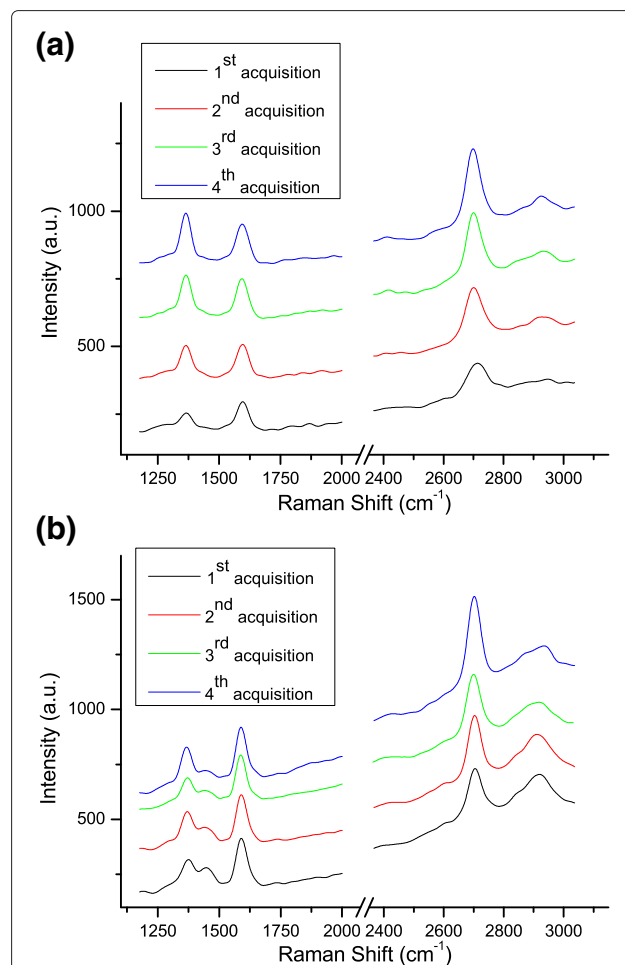 (a)
1st acquisition
2nd acquisition
3rd acquisition
4th acquisition
Intensity (a.u.)
1000
500
1250 1500 1750 2000 2400 2600 2800 3000
Raman Shift (cm-1)
(b)
1st acquisition
2nd acquisition
3rd acquisition
4th acquisition
Intensity (a.u.)
1500
1000
500
1250 1500 1750 2000 2400 2600 2800 3000
Raman Shift (cm-1)